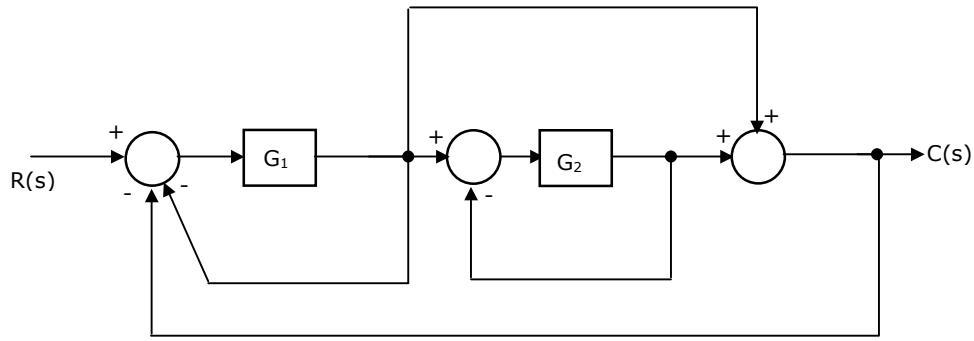 +
+
+
+
G₁
G₂
C(s)
R(s)
-
-
-